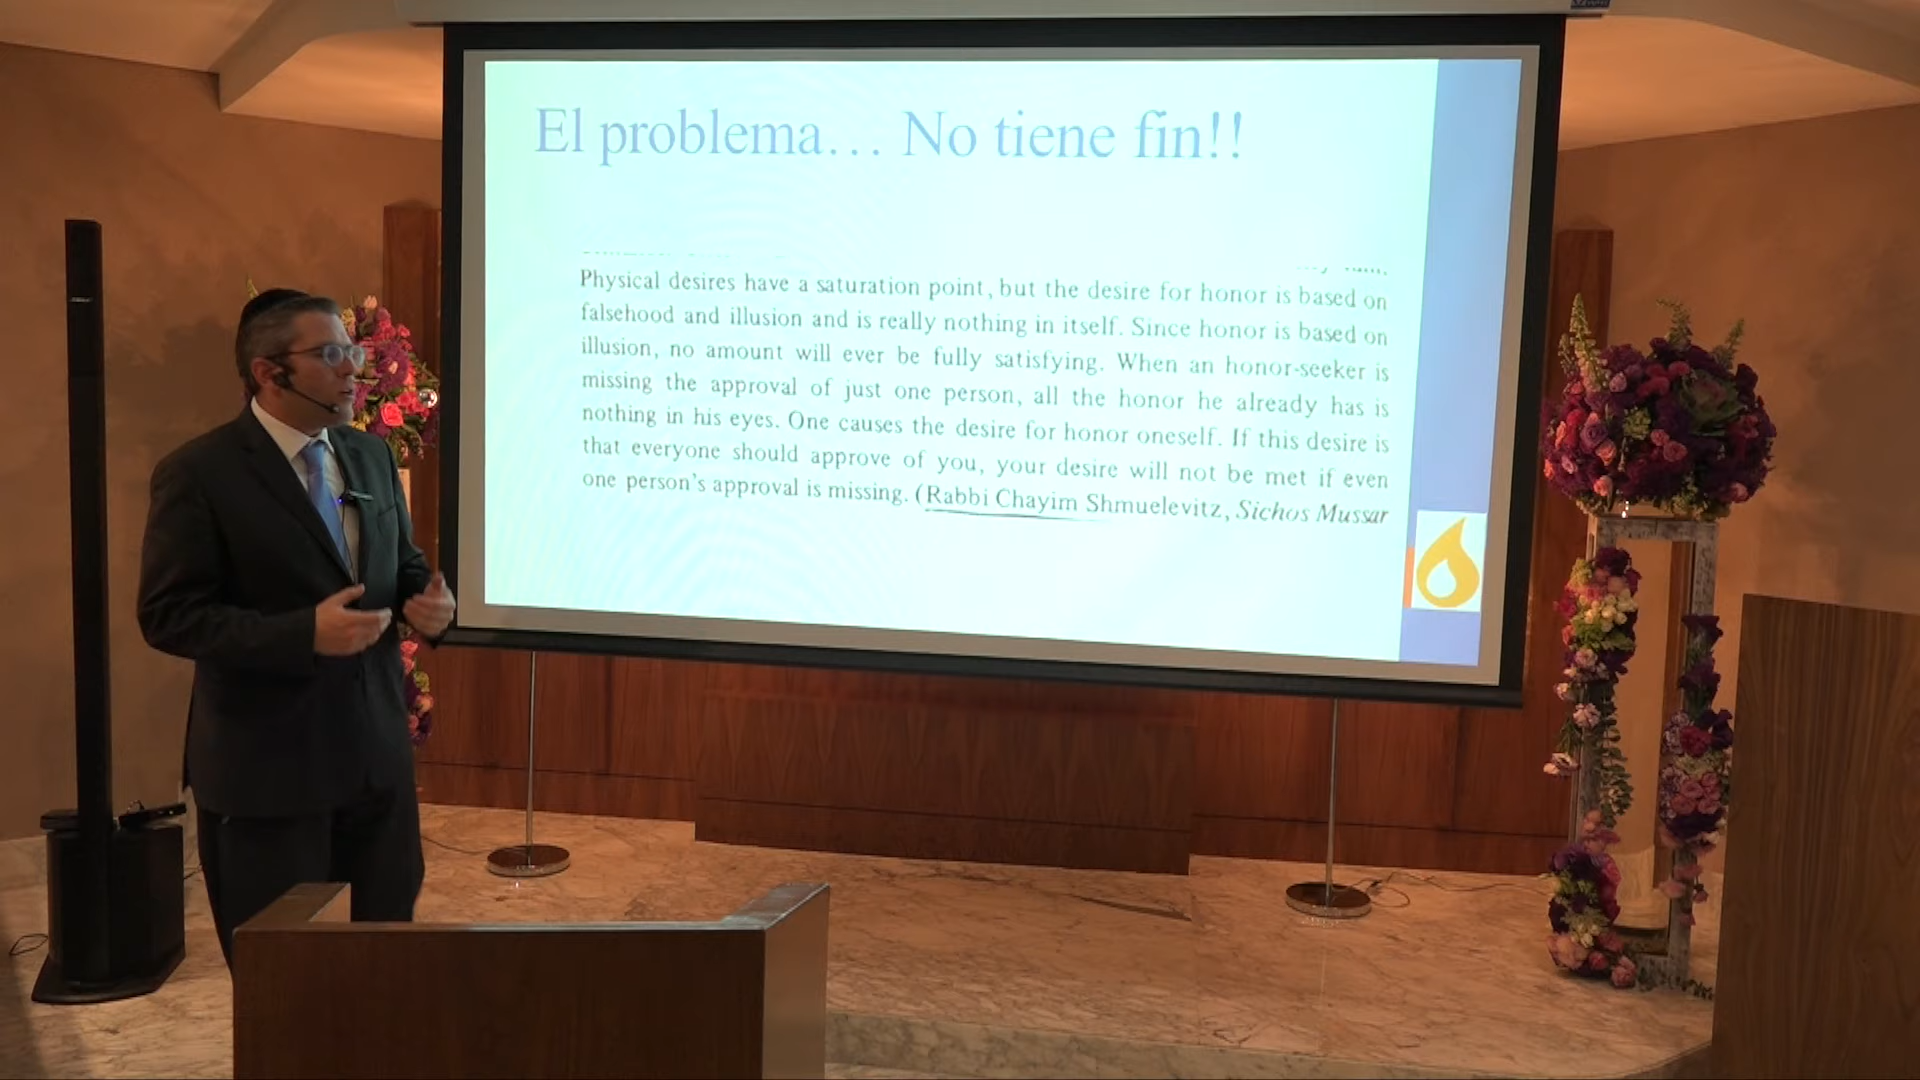 El problema... No tiene fin!!
Physical desires have a saturation point, but the desire for honor is based on
falsehood and illusion and is really nothing in itself. Since honor is based on
illusion, no amount will ever be fully satisfying. When an honor-seeker is
missing the approval of just one person, all the honor he already has is
nothing in his eyes. One causes the desire for honor oneself. If this desire is
that everyone should approve of you, your desire will not be met if even
one person's approval is missing. (Rabbi Chayim Shmuelevitz, Sichos Mussar